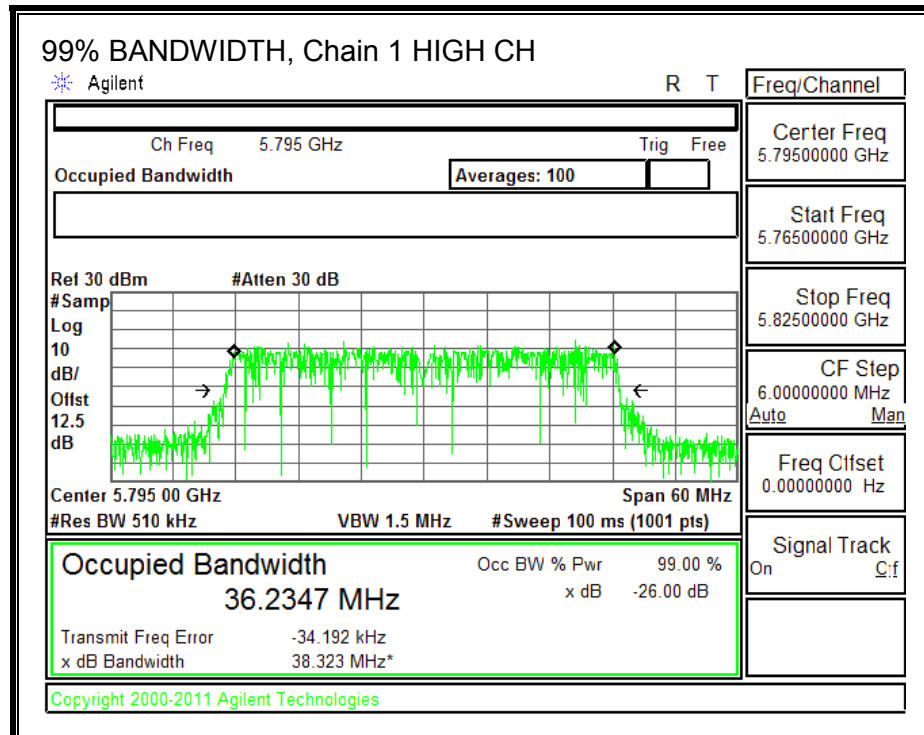 99% BANDWIDTH, Chain 1 HIGH CH
Agilent R T
Ch Freq 5.795 GHz Trig Free
Occupied Bandwidth Averages: 100
Ref 30 dBm #Atten 30 dB
#Samp
Log
10
dB/
Offst
12.5
dB
Center 5.795 00 GHz Span 60 MHz
#Res BW 510 kHz VBW 1.5 MHz #Sweep 100 ms (1001 pts)
Occupied Bandwidth
36.2347 MHz
Occ BW % Pwr 99.00 %
x dB -26.00 dB
Transmit Freq Error -34.192 kHz
x dB Bandwidth 38.323 MHz*
Copyright 2000-2011 Agilent Technologies
Freq/Channel
Center Freq
5.79500000 GHz
Start Freq
5.76500000 GHz
Stop Freq
5.82500000 GHz
CF Step
6.00000000 MHz
Auto Man
Freq Offset
0.00000000 Hz
Signal Track
On Off